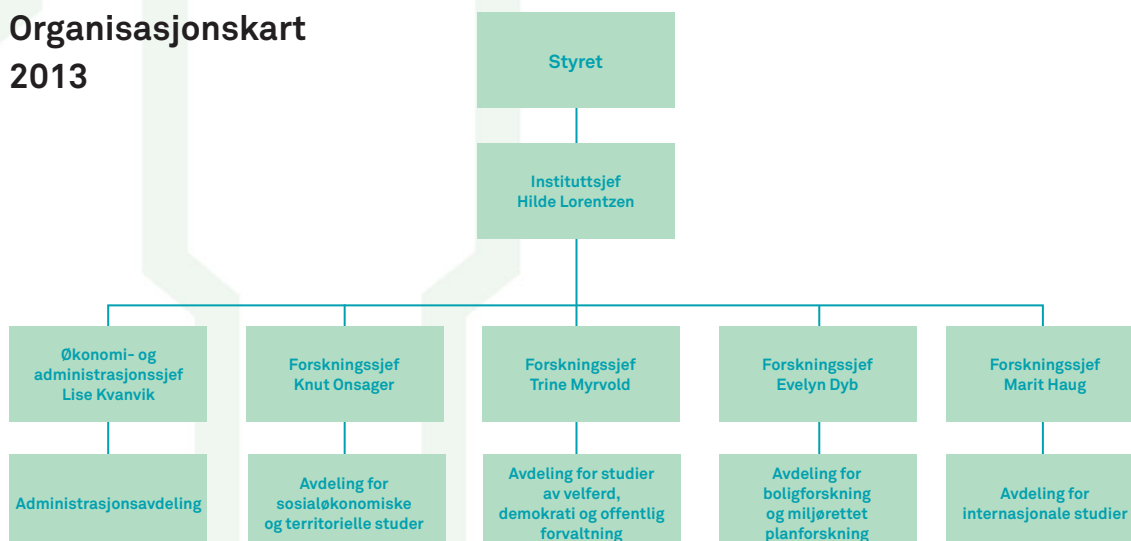 Organisasjonskart
2013
Styret
Instituttsjef
Hilde Lorentzen
Økonomi- og
administrasjonssjef
Lise Kvanvik
Forskningssjef
Knut Onsager
Forskningssjef
Trine Myrvold
Forskningssjef
Evelyn Dyb
Forskningssjef
Marit Haug
Administrasjonsavdeling
Avdeling for
sosialøkonomiske
og territorielle studer
Avdeling for studier
av velferd,
demokrati og offentlig
forvaltning
Avdeling for
boligforskning
og miljørettet
planforskning
Avdeling for
internasjonale studier